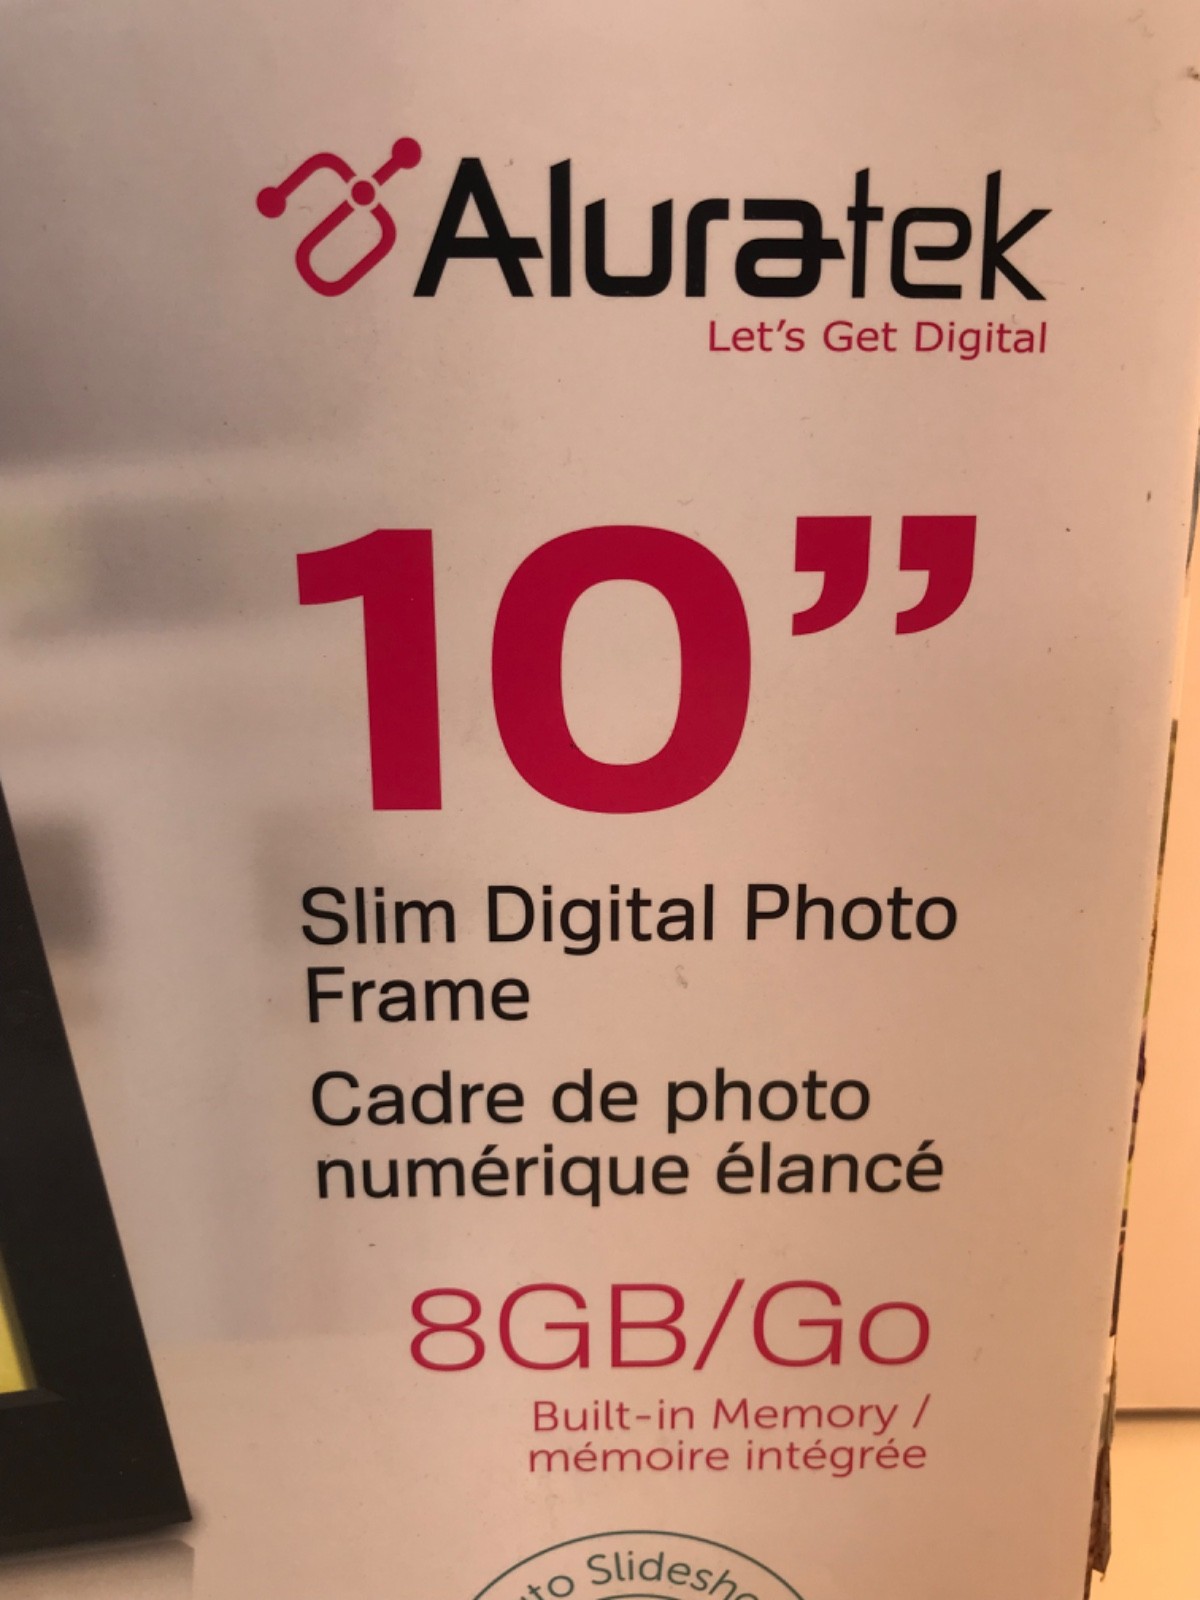 Aluratek
Let's Get Digital
10”
Slim Digital Photo
Frame
Cadre de photo
numérique élancé
8GB/Go
Built-in Memory /
mémoire intégrée